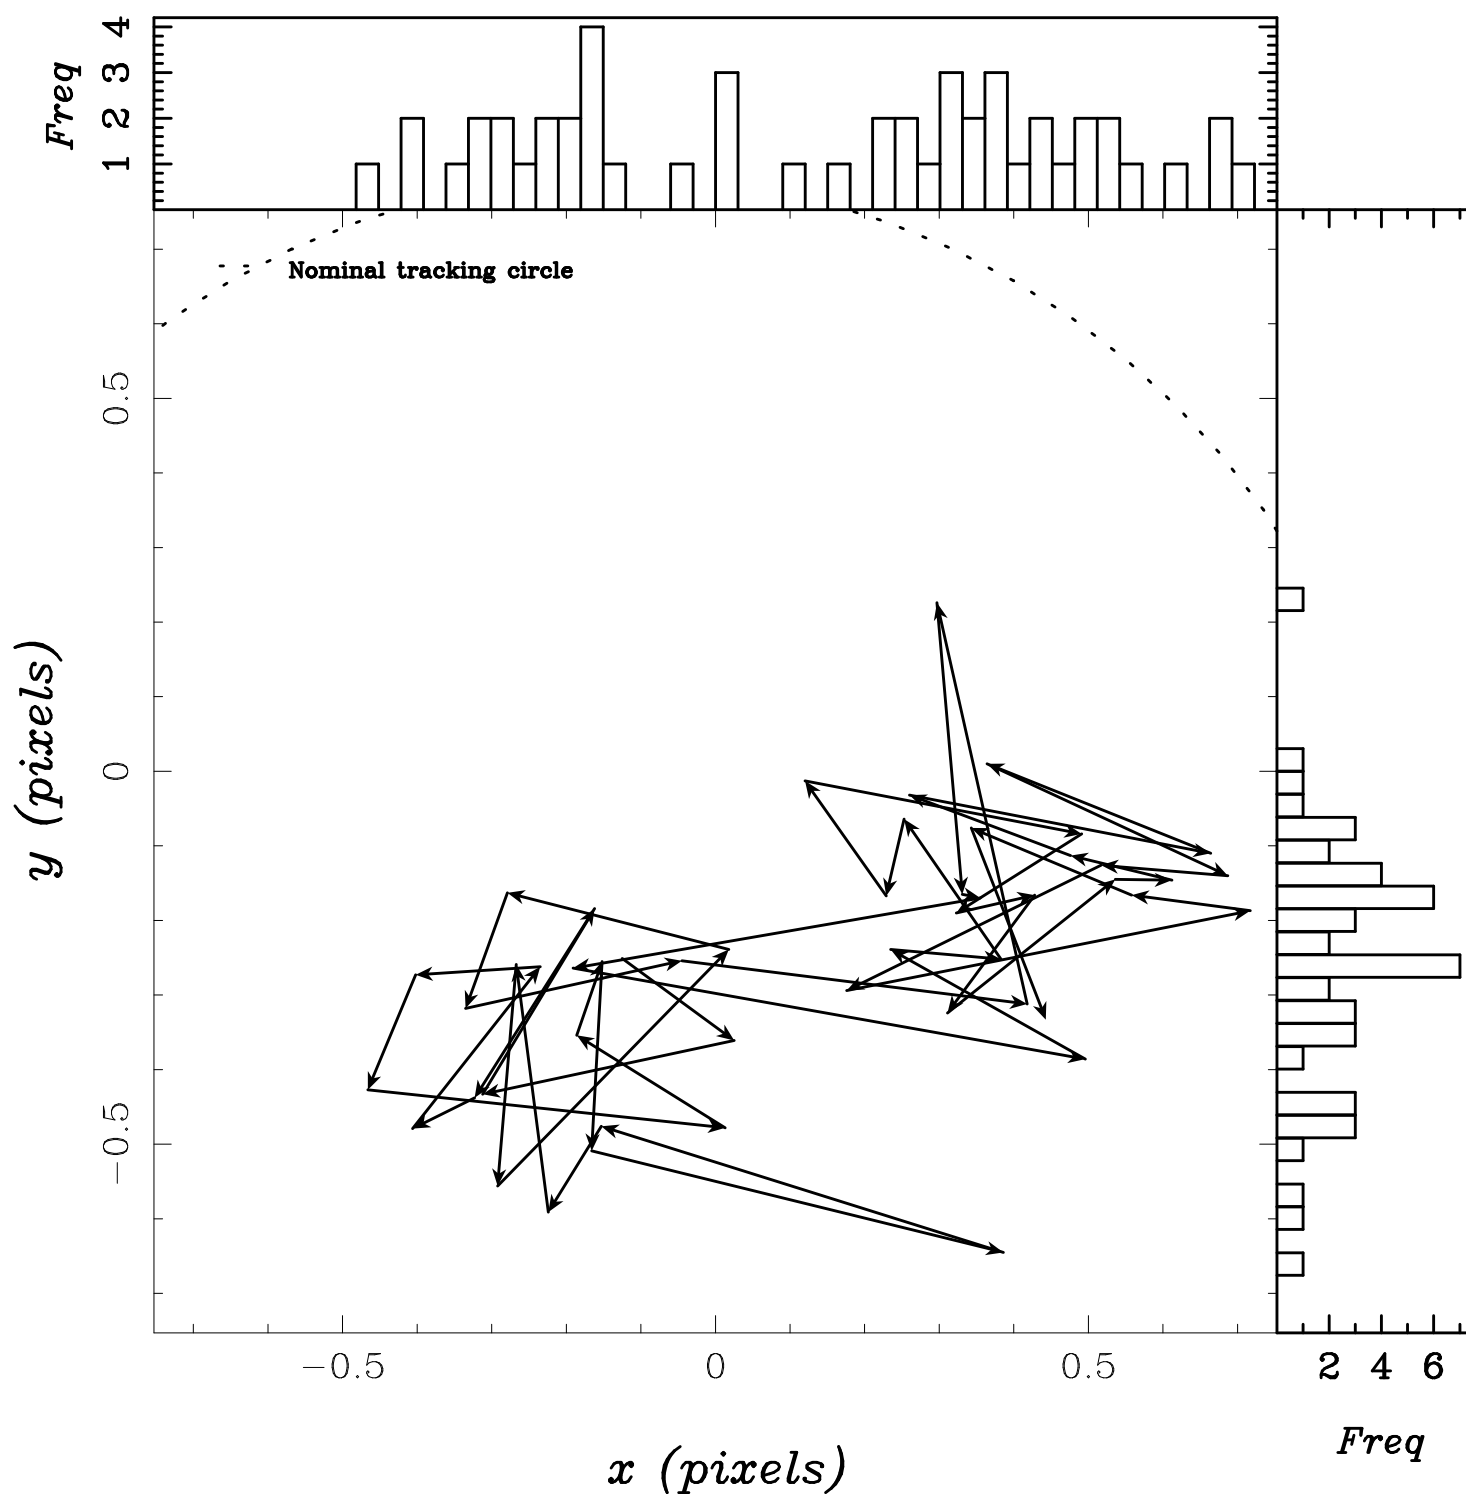 Freq
1 2 3 4
Nominal tracking circle
0.5
0
−0.5
y (pixels)
−0.5 0 0.5
x (pixels)
2 4 6
Freq